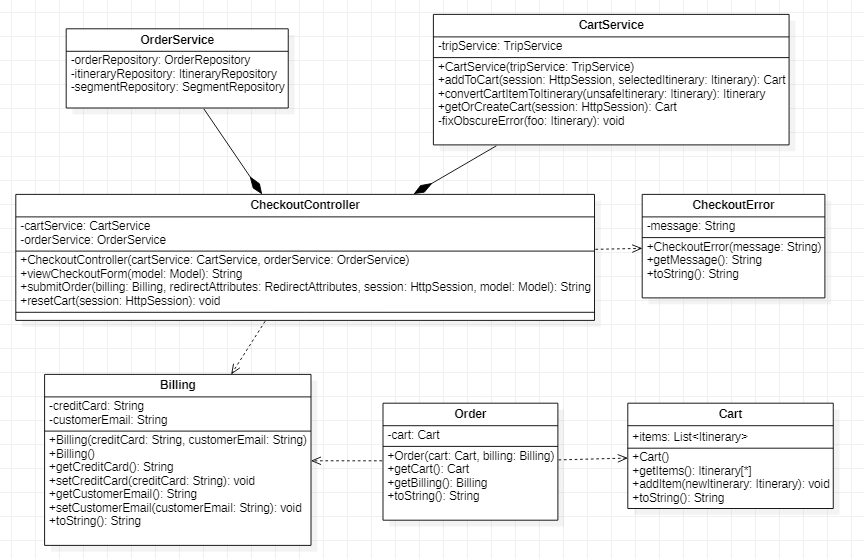 OrderService
-orderRepository: OrderRepository
-itineraryRepository: ItineraryRepository
-segmentRepository: SegmentRepository
CartService
-tripService: TripService
+CartService(tripService: TripService)
+addToCart(session: HttpSession, selectedItinerary: Itinerary): Cart
+convertCartItemToItinerary(unsafeItinerary: Itinerary): Itinerary
+getOrCreateCart(session: HttpSession): Cart
-fixObscureError(foo: Itinerary): void
CheckoutController
-cartService: CartService
-orderService: OrderService
+CheckoutController(cartService: CartService, orderService: OrderService)
+viewCheckoutForm(model: Model): String
+submitOrder(billing: Billing, redirectAttributes: RedirectAttributes, session: HttpSession, model: Model): String
+resetCart(session: HttpSession): void
CheckoutError
-message: String
+CheckoutError(message: String)
+getMessage(): String
+toString(): String
Billing
-creditCard: String
-customerEmail: String
+Billing(creditCard: String, customerEmail: String)
+Billing()
+getCreditCard(): String
+setCreditCard(creditCard: String): void
+getCustomerEmail(): String
+setCustomerEmail(customerEmail: String): void
+toString(): String
Order
-cart: Cart
+Order(cart: Cart, billing: Billing)
+getCart(): Cart
+getBilling(): Billing
+toString(): String
Cart
+items: List<Itinerary>
+Cart()
+getItems(): Itinerary[*]
+addItem(newItinerary: Itinerary): void
+toString(): String